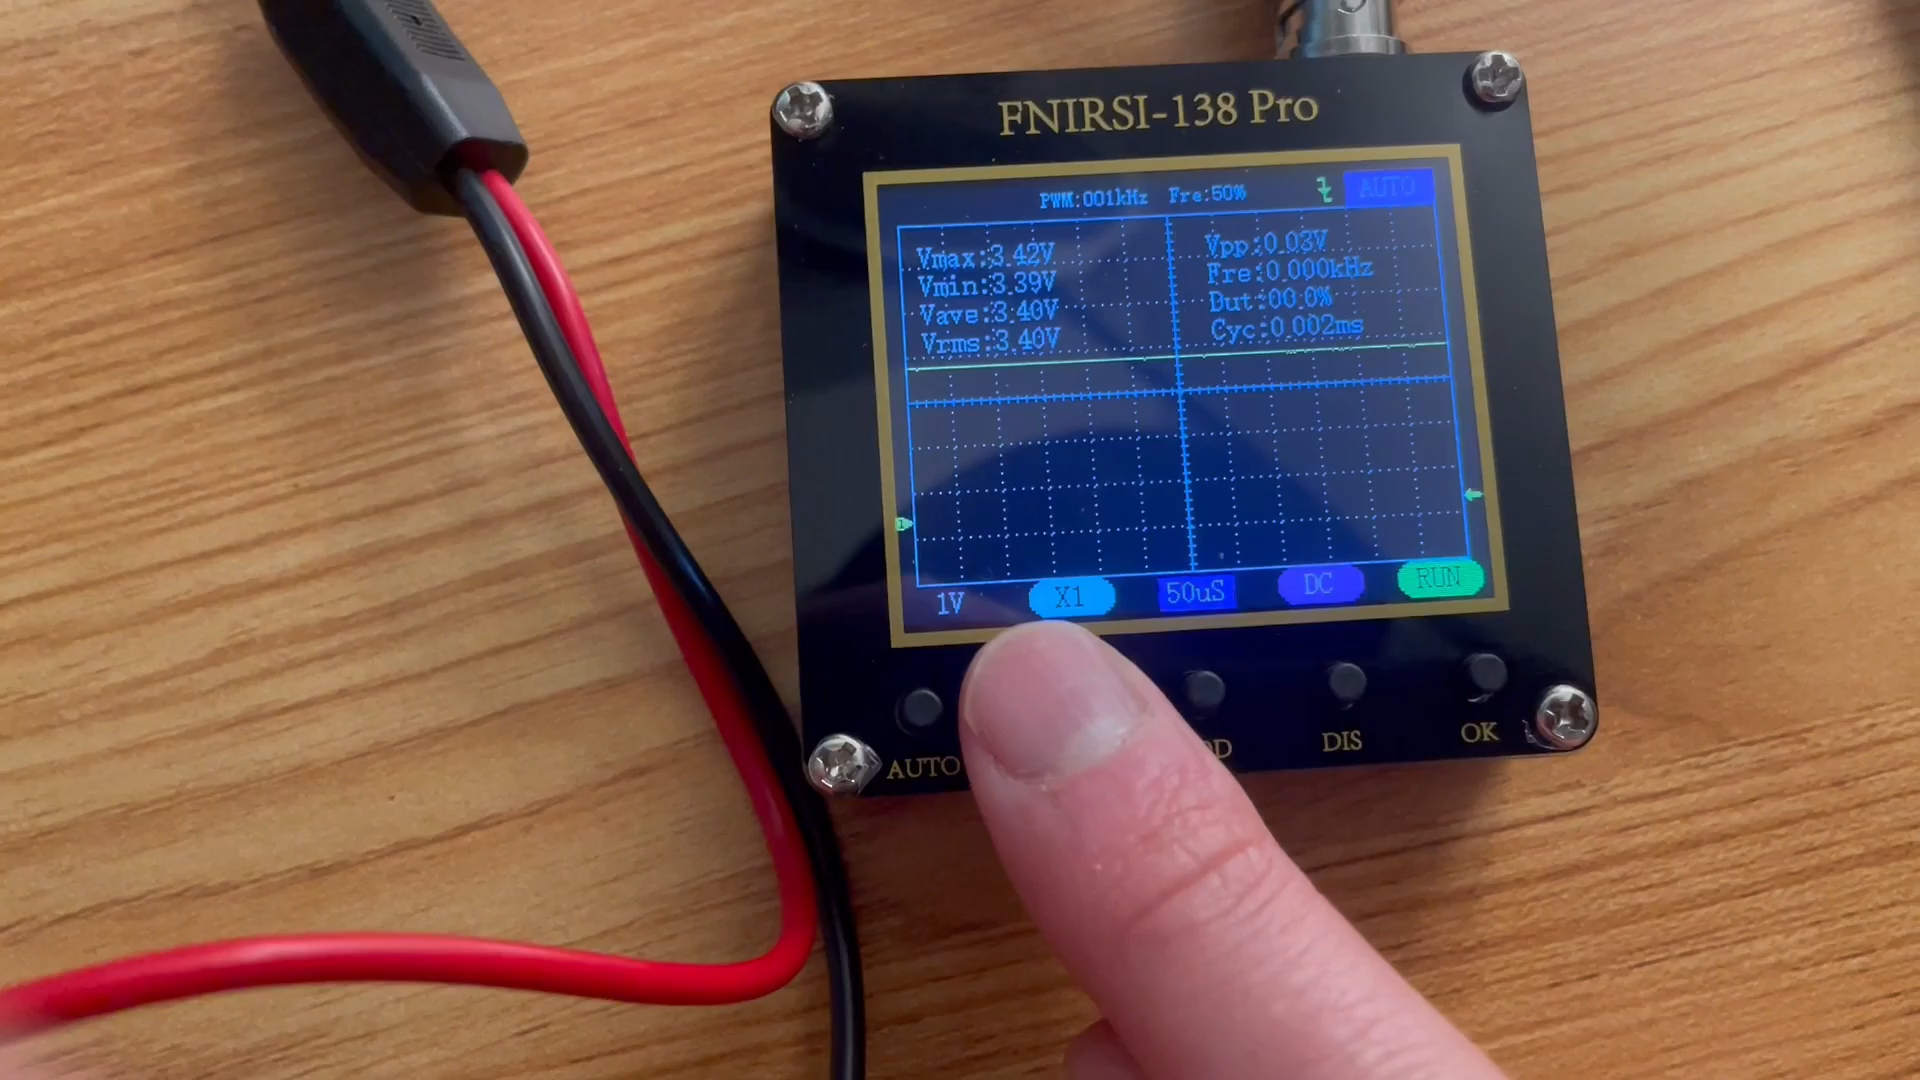 FNIRSI-138 Pro
PWM:001kHz Fre:50% AUTO
Vmax:3.42V Vpp:0.03V
Vmin:3.39V Fre:0.000kHz
Vave:3.40V Dut:00.0%
Vrms:3.40V Cyc:0.002ms
1
1V X1 50uS DC RUN
AUTO DIS OK